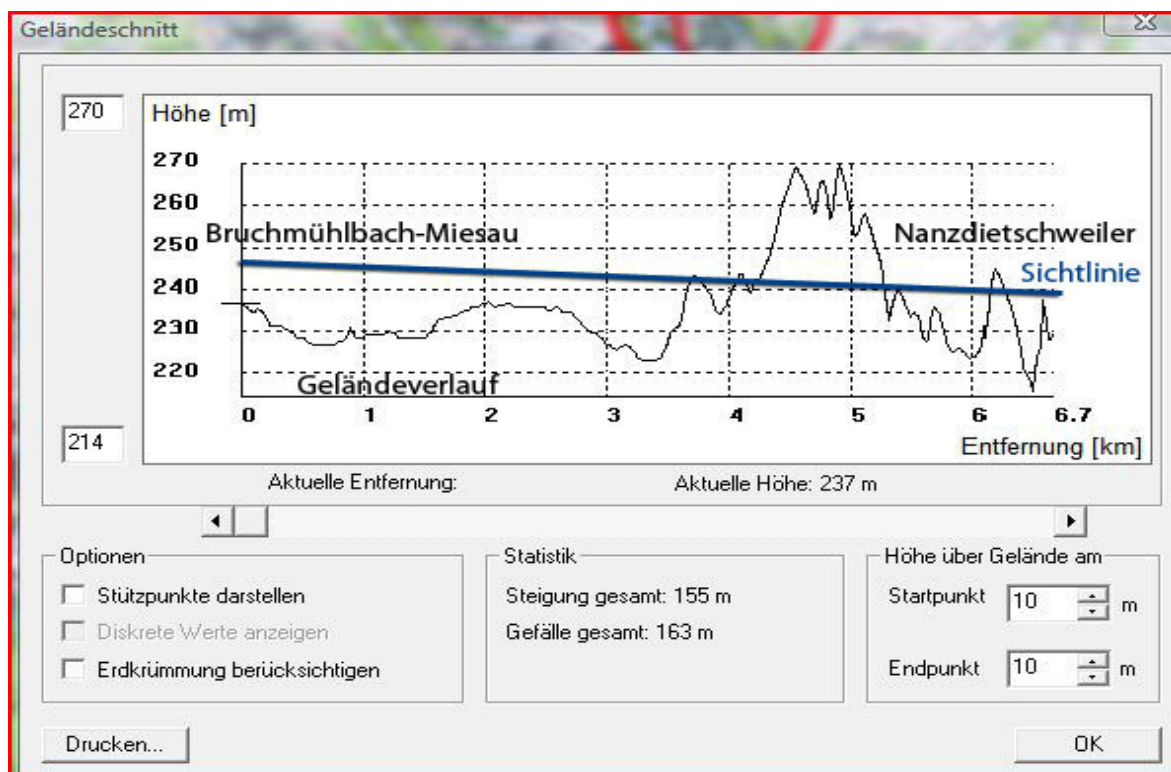 Geländeschnitt
270
Höhe [m]
270
260
250
240
230
220
Bruchmühlbach-Miesau
Nanzdietschweiler
Sichtlinie
Geländeverlauf
0 1 2 3 4 5 6 6.7
214
Entfernung [km]
Aktuelle Entfernung: Aktuelle Höhe: 237 m
Optionen
Stützpunkte darstellen
Diskrete Werte anzeigen
Erdkrümmung berücksichtigen
Statistik
Steigung gesamt: 155 m
Gefälle gesamt: 163 m
Höhe über Gelände am
Startpunkt 10 m
Endpunkt 10 m
Drucken...
OK